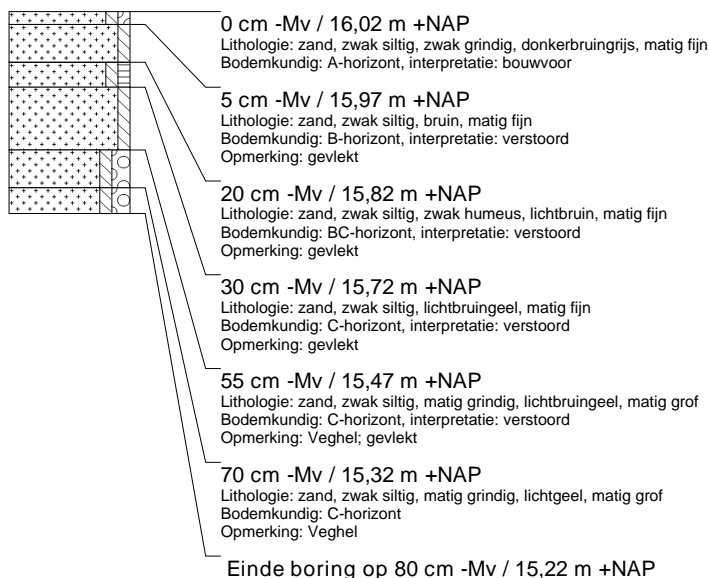 0 cm -Mv / 16,02 m +NAP
Lithologie: zand, zwak siltig, zwak grindig, donkerbruingrijs, matig fijn
Bodemkundig: A-horizont, interpretatie: bouwvoor
5 cm -Mv / 15,97 m +NAP
Lithologie: zand, zwak siltig, bruin, matig fijn
Bodemkundig: B-horizont, interpretatie: verstoord
Opmerking: gevlekt
20 cm -Mv / 15,82 m +NAP
Lithologie: zand, zwak siltig, zwak humeus, lichtbruin, matig fijn
Bodemkundig: BC-horizont, interpretatie: verstoord
Opmerking: gevlekt
30 cm -Mv / 15,72 m +NAP
Lithologie: zand, zwak siltig, lichtbruingeel, matig fijn
Bodemkundig: C-horizont, interpretatie: verstoord
Opmerking: gevlekt
55 cm -Mv / 15,47 m +NAP
Lithologie: zand, zwak siltig, matig grindig, lichtbruingeel, matig grof
Bodemkundig: C-horizont, interpretatie: verstoord
Opmerking: Veghel; gevlekt
70 cm -Mv / 15,32 m +NAP
Lithologie: zand, zwak siltig, matig grindig, lichtgeel, matig grof
Bodemkundig: C-horizont
Opmerking: Veghel
Einde boring op 80 cm -Mv / 15,22 m +NAP